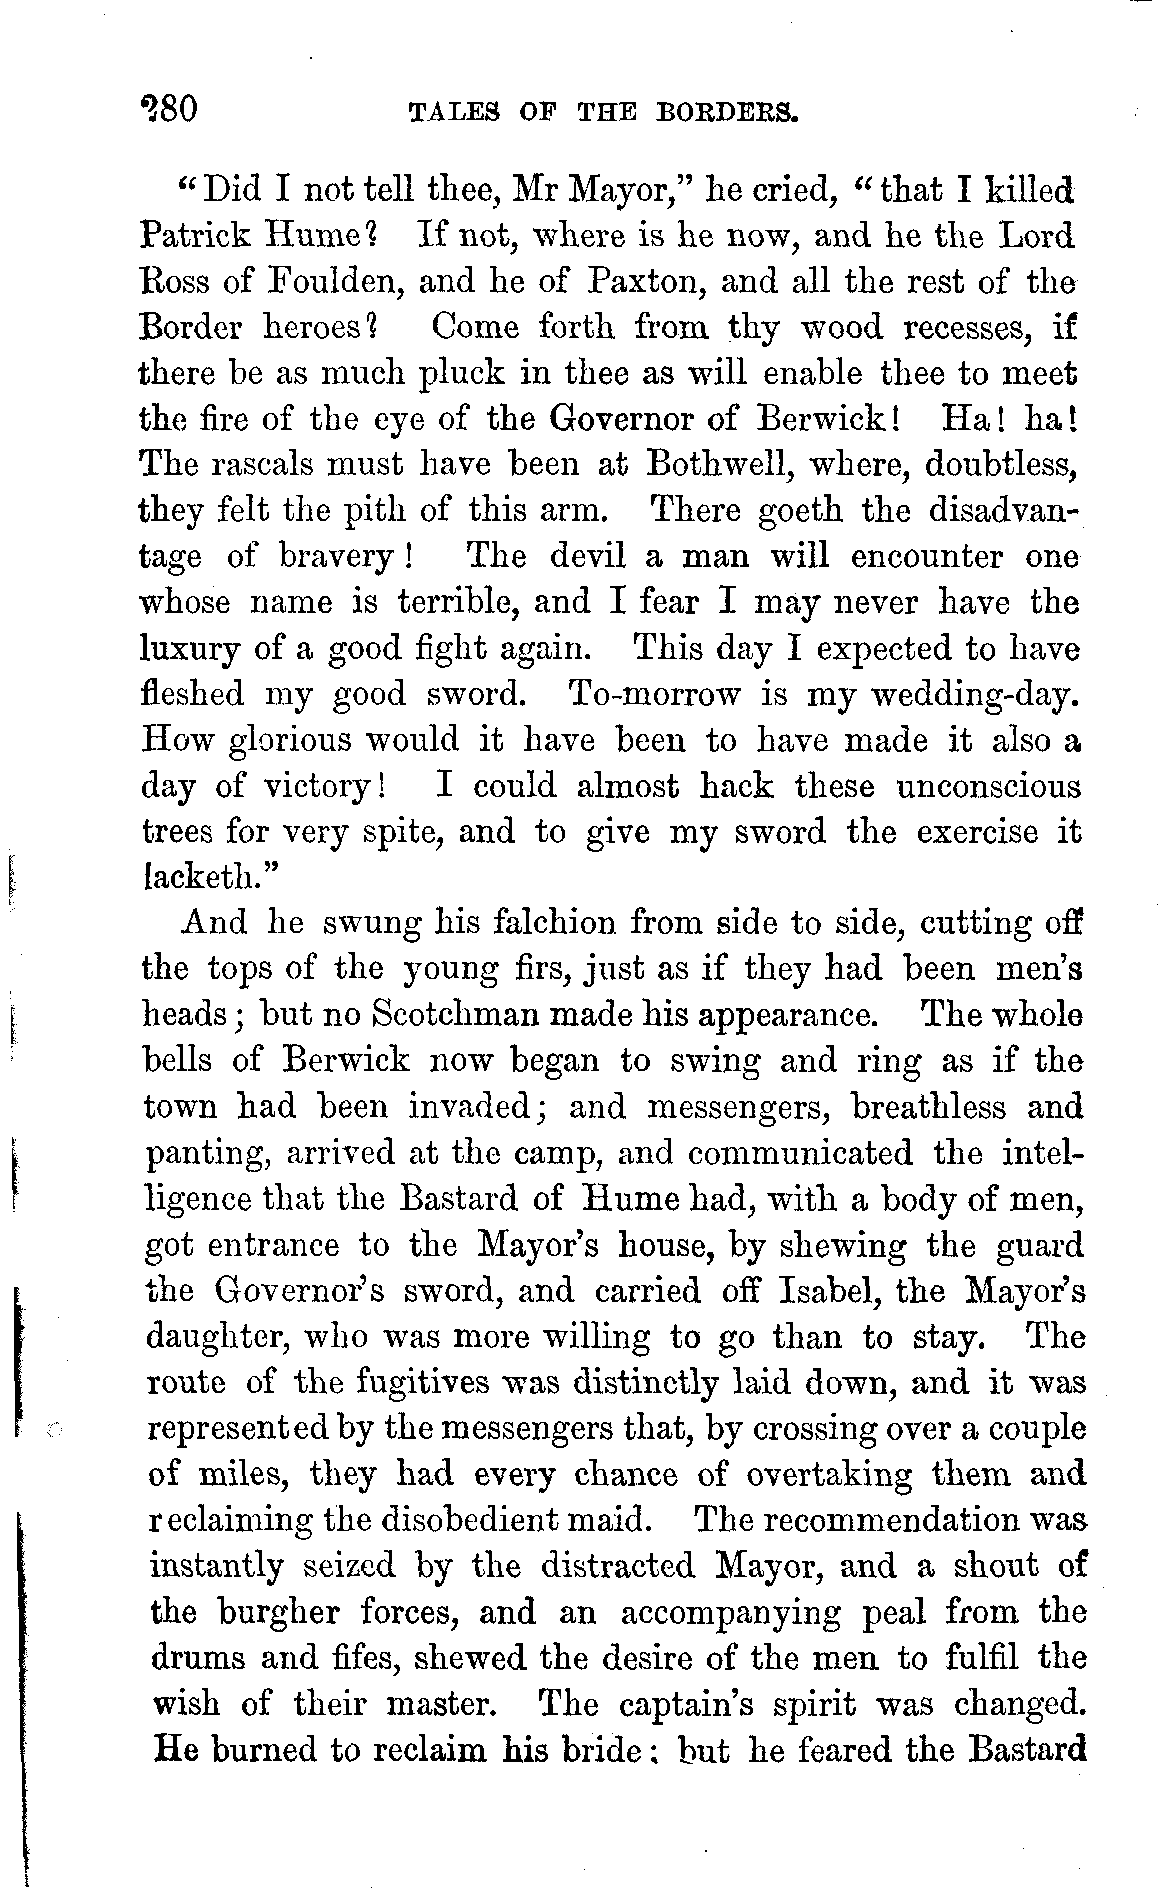 280 TALES OF THE BORDERS.
"Did I not tell thee, Mr Mayor," he cried, "that I killed
Patrick Hume? If not, where is he now, and he the Lord
Ross of Foulden, and he of Paxton, and all the rest of the
Border heroes? Come forth from thy wood recesses, if
there be as much pluck in thee as will enable thee to meet
the fire of the eye of the Governor of Berwick! Ha! ha!
The rascals must have been at Bothwell, where, doubtless,
they felt the pith of this arm. There goeth the disadvan-
tage of bravery! The devil a man will encounter one
whose name is terrible, and I fear I may never have the
luxury of a good fight again. This day I expected to have
fleshed my good sword. To-morrow is my wedding-day.
How glorious would it have been to have made it also a
day of victory! I could almost hack these unconscious
trees for very spite, and to give my sword the exercise it
lacketh."
And he swung his falchion from side to side, cutting off
the tops of the young firs, just as if they had been men's
heads; but no Scotchman made his appearance. The whole
bells of Berwick now began to swing and ring as if the
town had been invaded; and messengers, breathless and
panting, arrived at the camp, and communicated the intel-
ligence that the Bastard of Hume had, with a body of men,
got entrance to the Mayor's house, by shewing the guard
the Governor's sword, and carried off Isabel, the Mayor's
daughter, who was more willing to go than to stay. The
route of the fugitives was distinctly laid down, and it was
represented by the messengers that, by crossing over a couple
of miles, they had every chance of overtaking them and
reclaiming the disobedient maid. The recommendation was
instantly seized by the distracted Mayor, and a shout of
the burgher forces, and an accompanying peal from the
drums and fifes, shewed the desire of the men to fulfil the
wish of their master. The captain's spirit was changed.
He burned to reclaim his bride; but he feared the Bastard